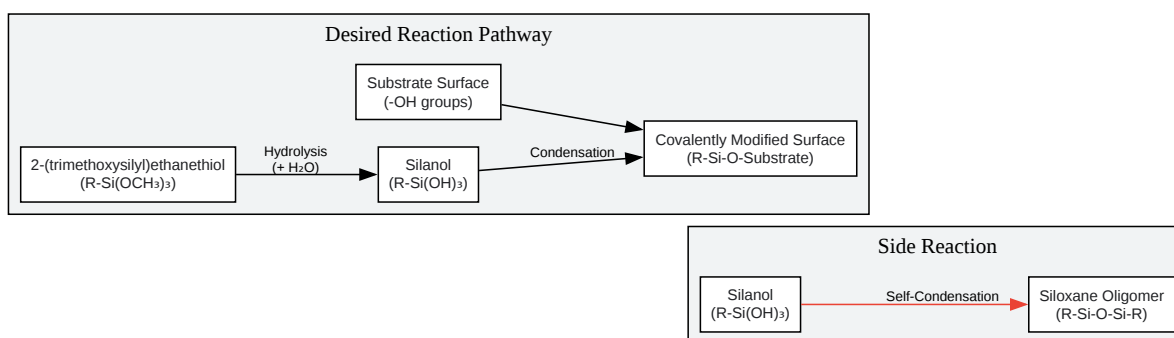 Desired Reaction Pathway
Substrate Surface
(-OH groups)
2-(trimethoxysilyl)ethanethiol
(R-Si(OCH₃)₃)
Hydrolysis
(+ H₂O)
Silanol
(R-Si(OH)₃)
Condensation
Covalently Modified Surface
(R-Si-O-Substrate)
Side Reaction
Silanol
(R-Si(OH)₃)
Self-Condensation
Siloxane Oligomer
(R-Si-O-Si-R)